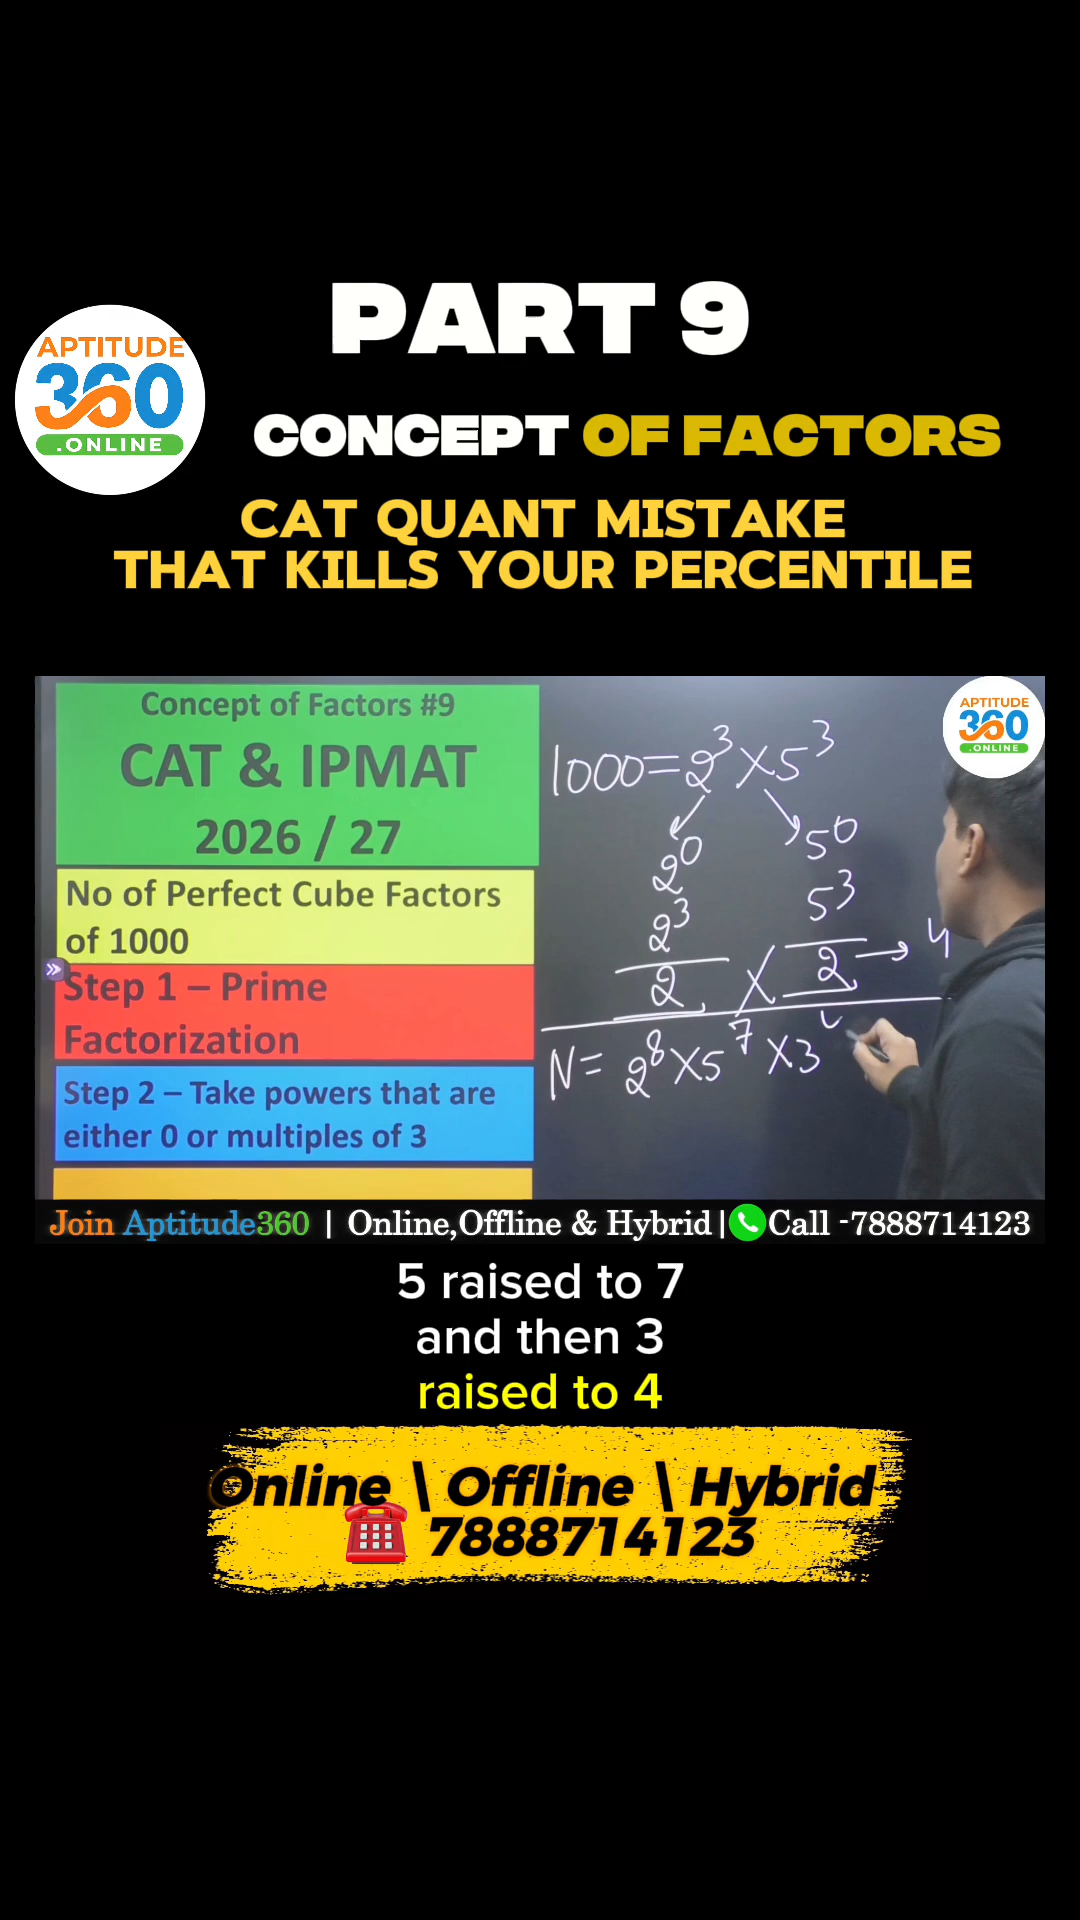 PART 9
APTITUDE
360
.ONLINE
CONCEPT OF FACTORS
CAT QUANT MISTAKE
THAT KILLS YOUR PERCENTILE
Concept of Factors #9
CAT & IPMAT
2026 / 27
No of Perfect Cube Factors
of 1000
Step 1 – Prime
Factorization
Step 2 – Take powers that are
either 0 or multiples of 3
APTITUDE
360
.ONLINE
1000=2³×5³
2⁰ 5⁰
2³ 5³
2 × 2 → 4
N= 2⁸×5⁷×3
Join Aptitude360 | Online,Offline & Hybrid| Call -7888714123
5 raised to 7
and then 3
raised to 4
Online \ Offline \ Hybrid
7888714123